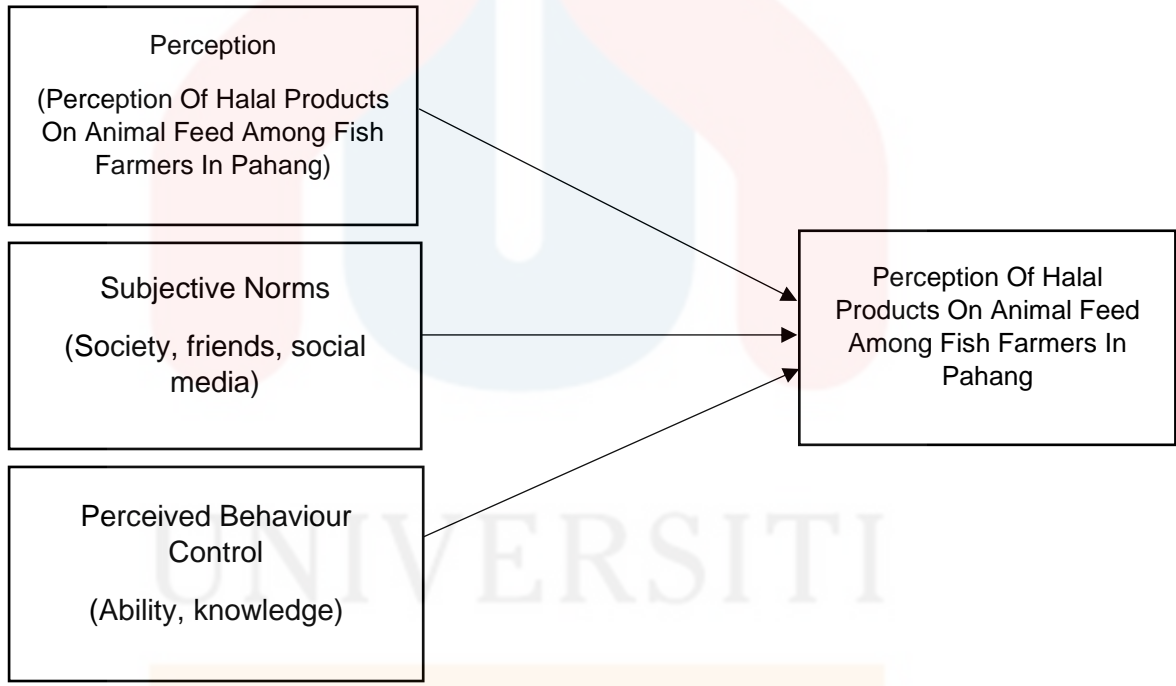 Perception
(Perception Of Halal Products
On Animal Feed Among Fish
Farmers In Pahang)
Subjective Norms
(Society, friends, social
media)
Perceived Behaviour
Control
(Ability, knowledge)
Perception Of Halal
Products On Animal Feed
Among Fish Farmers In
Pahang
UNIVERSITI